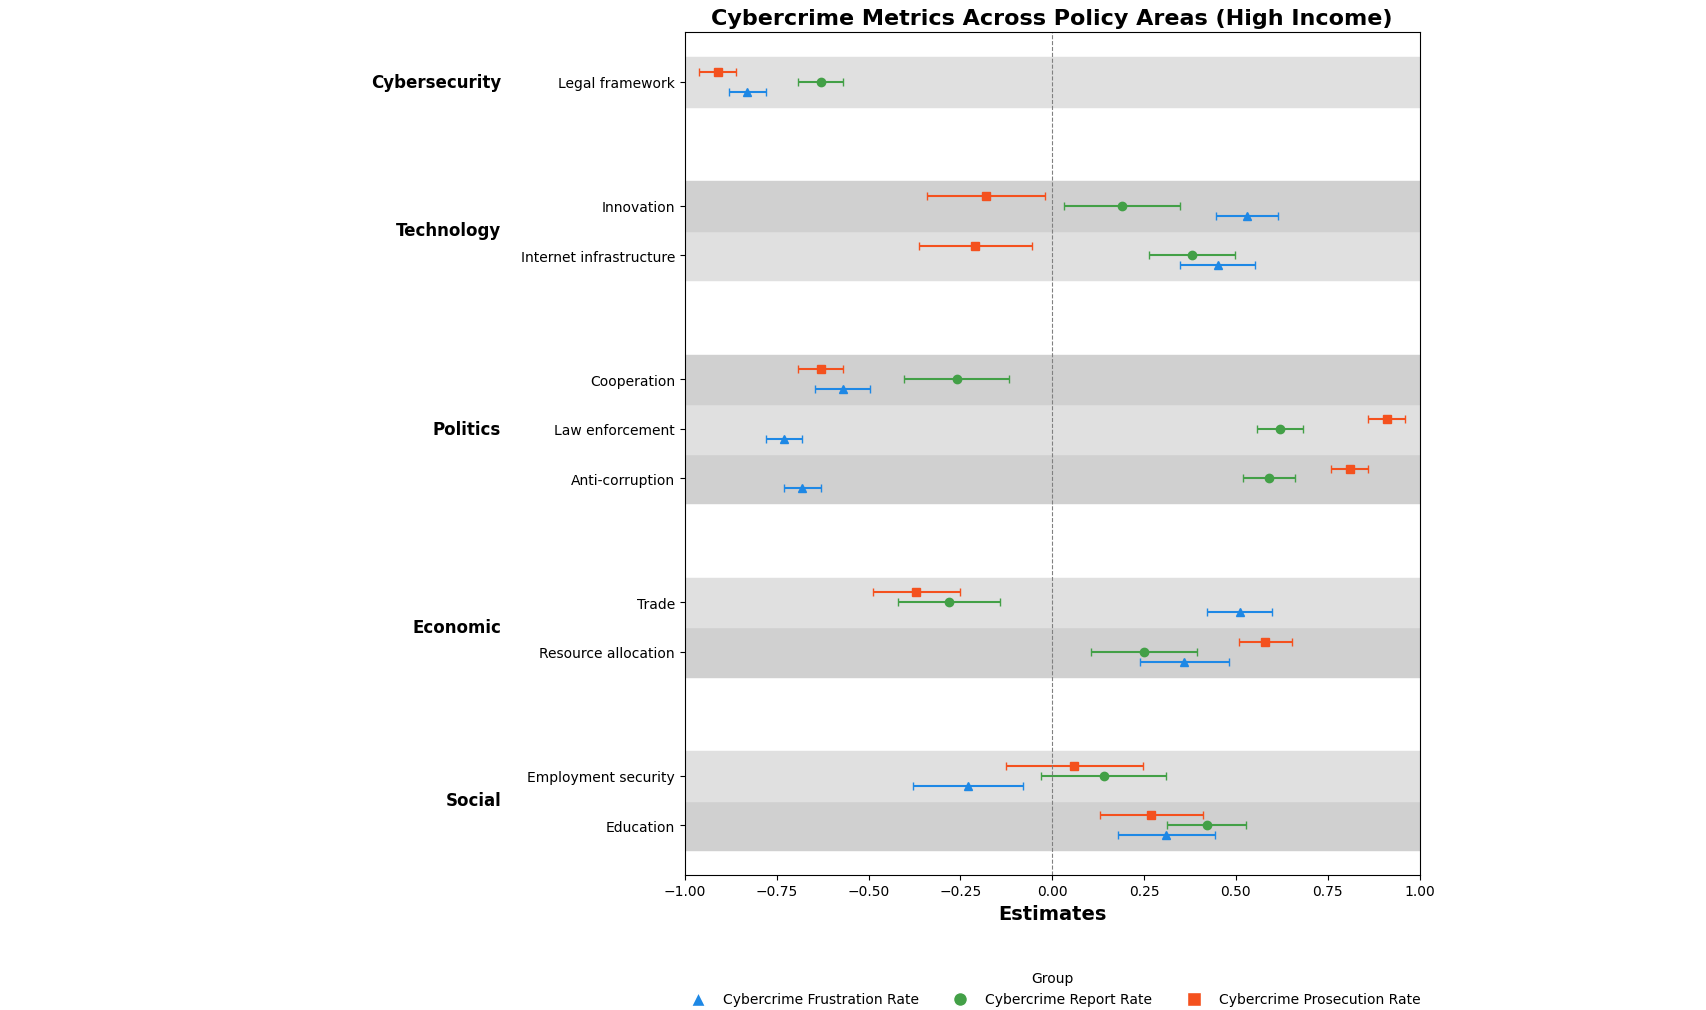 Cybercrime Metrics Across Policy Areas (High Income)
Cybersecurity
Legal framework
Technology
Innovation
Internet infrastructure
Politics
Cooperation
Law enforcement
Anti-corruption
Economic
Trade
Resource allocation
Social
Employment security
Education
−1.00 −0.75 −0.50 −0.25 0.00 0.25 0.50 0.75 1.00
Estimates
Group
Cybercrime Frustration Rate Cybercrime Report Rate Cybercrime Prosecution Rate